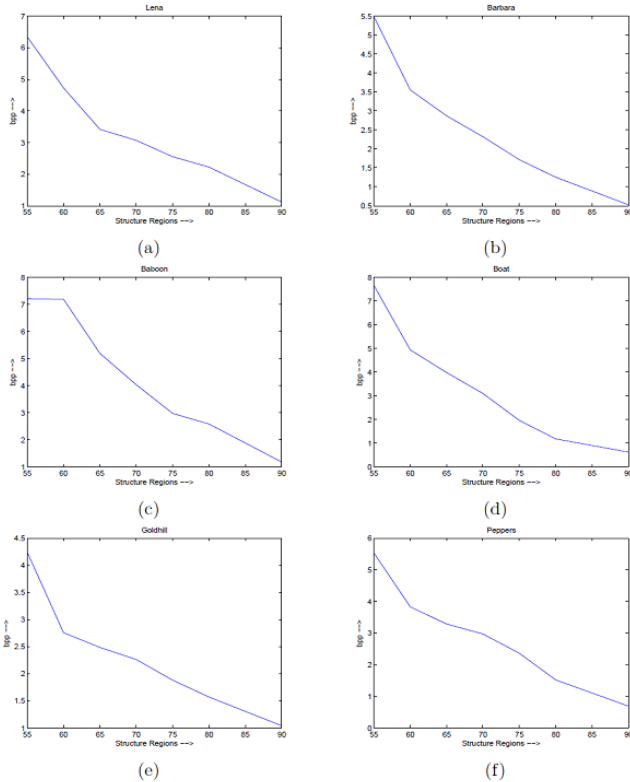 Lena
7
6
5
4
3
2
1
bpp -->
55 60 65 70 75 80 85 90
Structure Regions -->
(a)
Barbara
5.5
5
4.5
4
3.5
3
2.5
2
1.5
1
0.5
bpp -->
55 60 65 70 75 80 85 90
Structure Regions -->
(b)
Baboon
8
7
6
5
4
3
2
1
bpp -->
55 60 65 70 75 80 85 90
Structure Regions -->
(c)
Boat
8
7
6
5
4
3
2
1
0
bpp -->
55 60 65 70 75 80 85 90
Structure Regions -->
(d)
Goldhill
4.5
4
3.5
3
2.5
2
1.5
1
bpp -->
55 60 65 70 75 80 85 90
Structure Regions -->
(e)
Peppers
6
5
4
3
2
1
0
bpp -->
55 60 65 70 75 80 85 90
Structure Regions -->
(f)